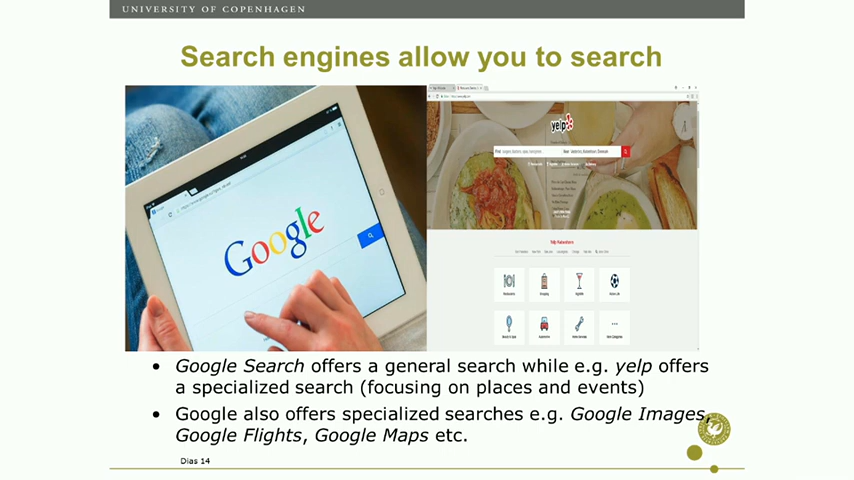 UNIVERSITY OF COPENHAGEN
Search engines allow you to search
Google
yelp
• Google Search offers a general search while e.g. yelp offers
a specialized search (focusing on places and events)
• Google also offers specialized searches e.g. Google Images,
Google Flights, Google Maps etc.
Dias 14